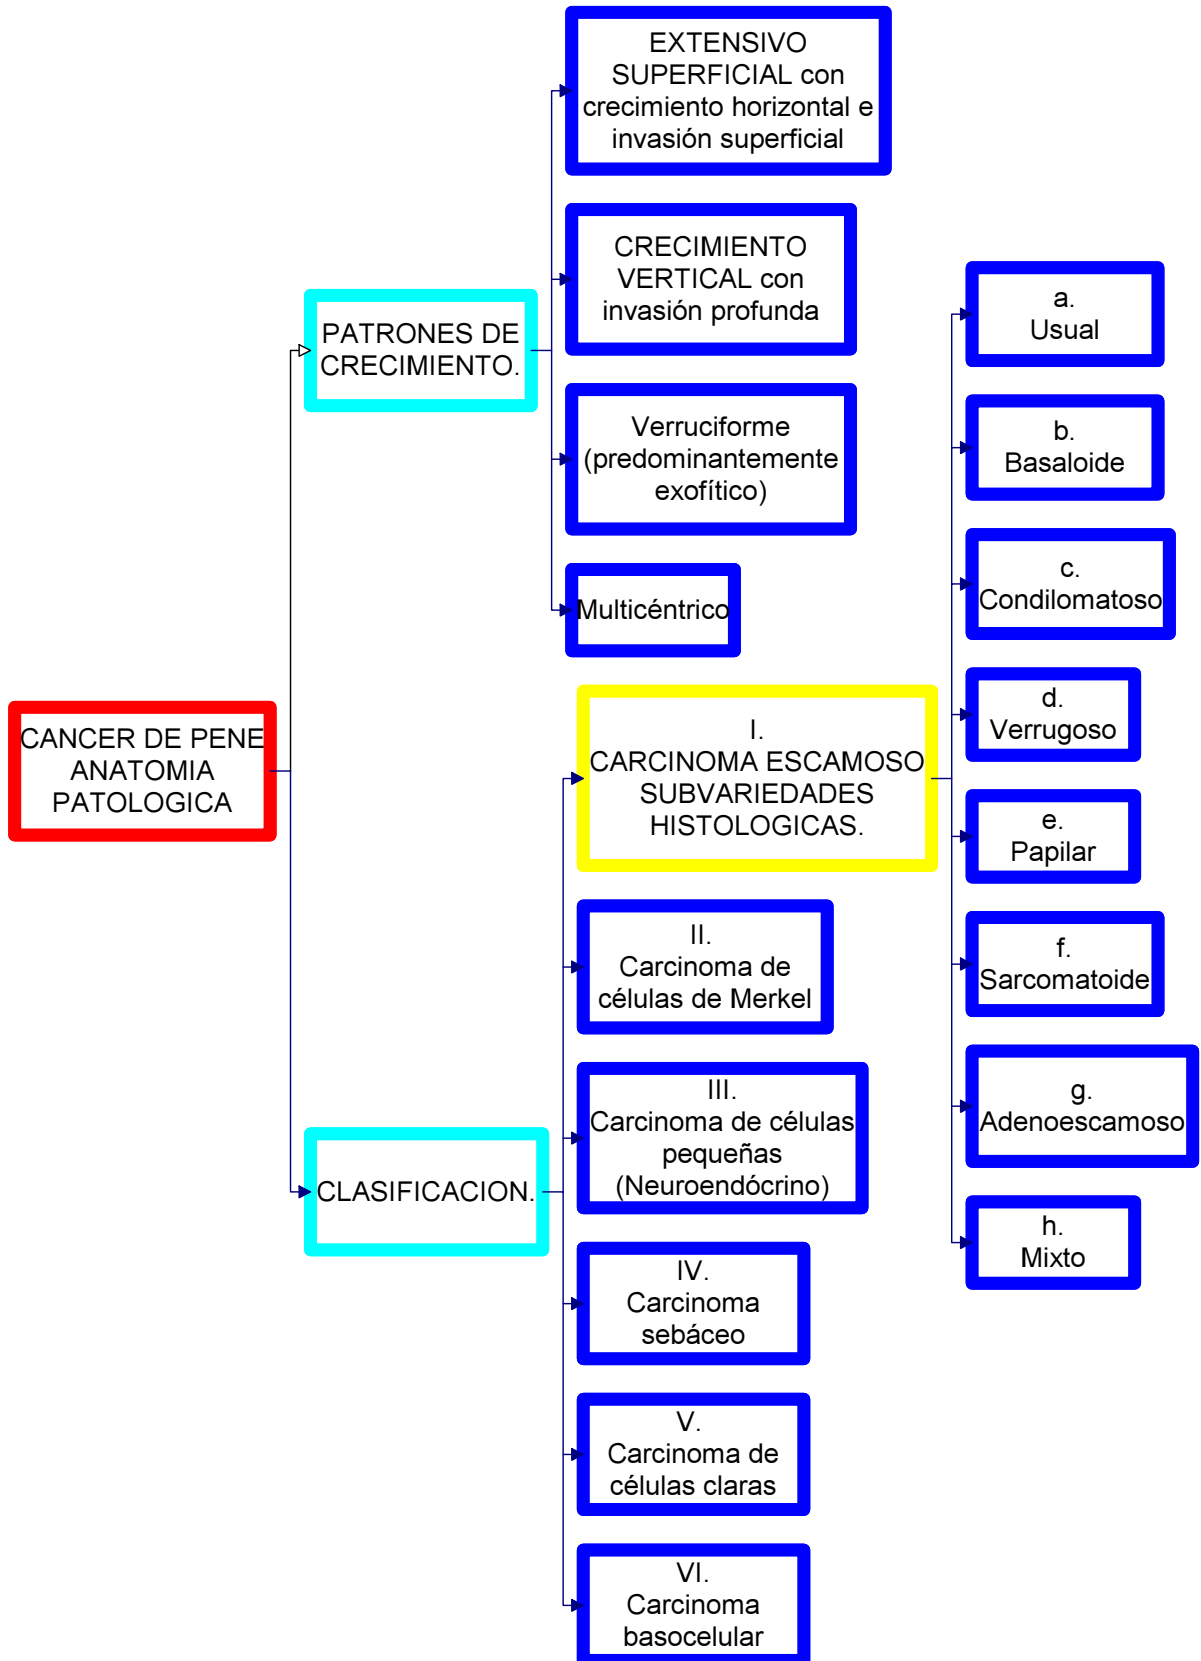 CANCER DE PENE
ANATOMIA
PATOLOGICA
PATRONES DE
CRECIMIENTO.
EXTENSIVO
SUPERFICIAL con
crecimiento horizontal e
invasión superficial
CRECIMIENTO
VERTICAL con
invasión profunda
Verruciforme
(predominantemente
exofítico)
Multicéntrico
CLASIFICACION.
I.
CARCINOMA ESCAMOSO
SUBVARIEDADES
HISTOLOGICAS.
a.
Usual
b.
Basaloide
c.
Condilomatoso
d.
Verrugoso
e.
Papilar
f.
Sarcomatoide
g.
Adenoescamoso
h.
Mixto
II.
Carcinoma de
células de Merkel
III.
Carcinoma de células
pequeñas
(Neuroendócrino)
IV.
Carcinoma
sebáceo
V.
Carcinoma de
células claras
VI.
Carcinoma
basocelular